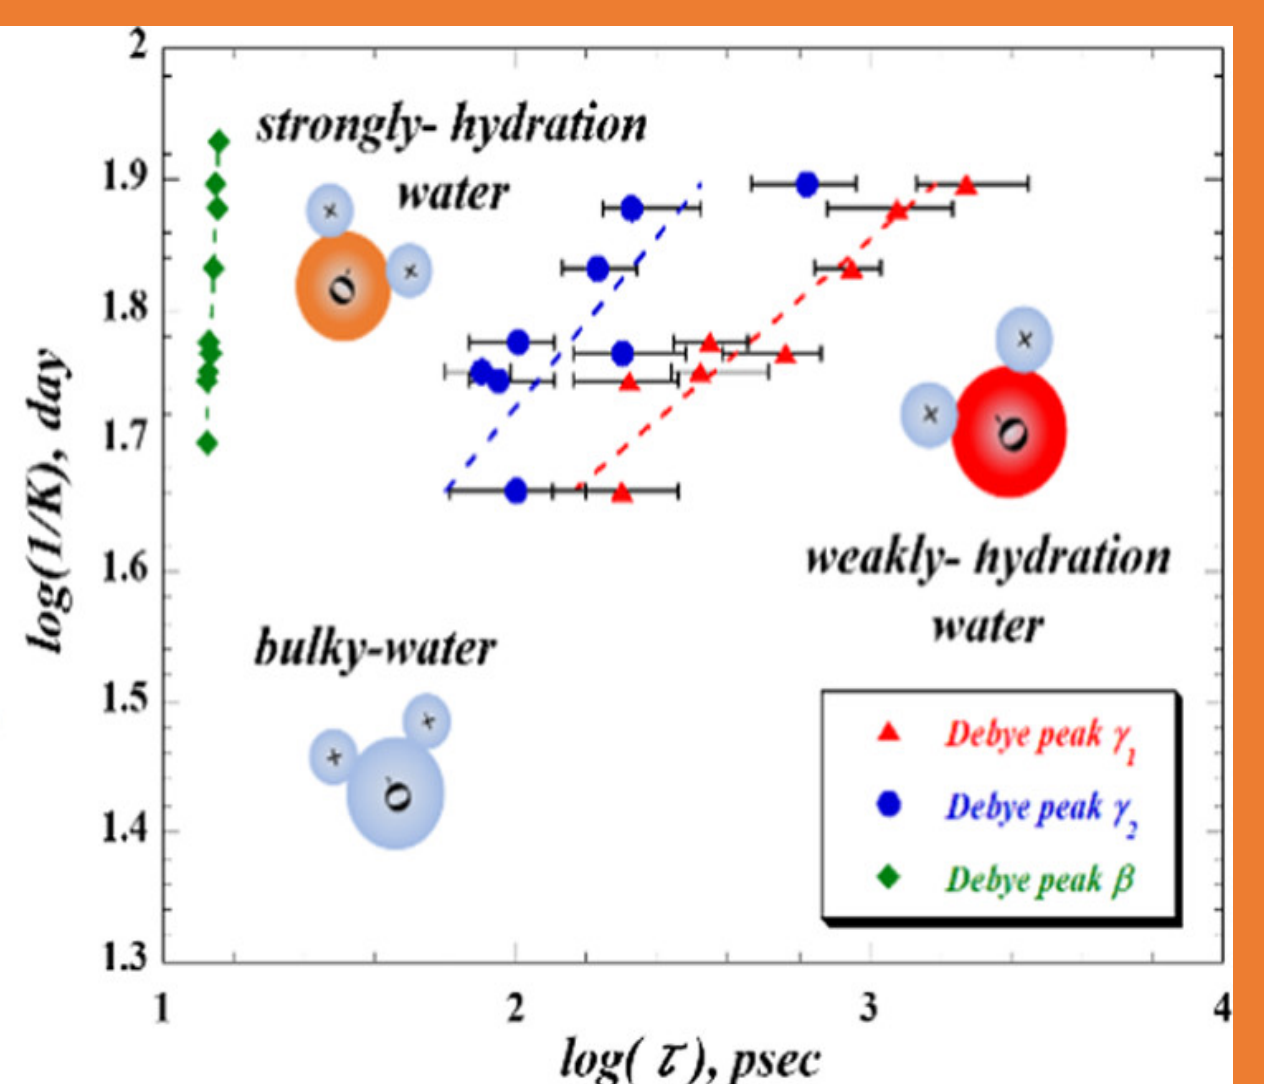 2
1.9
1.8
1.7
1.6
1.5
1.4
1.3
log(1/K), day
strongly- hydration
water
+
+
O-
+
+
O-
weakly- hydration
water
bulky-water
+
+
O-
Debye peak γ1
Debye peak γ2
Debye peak β
1 2 3 4
log( τ ), psec